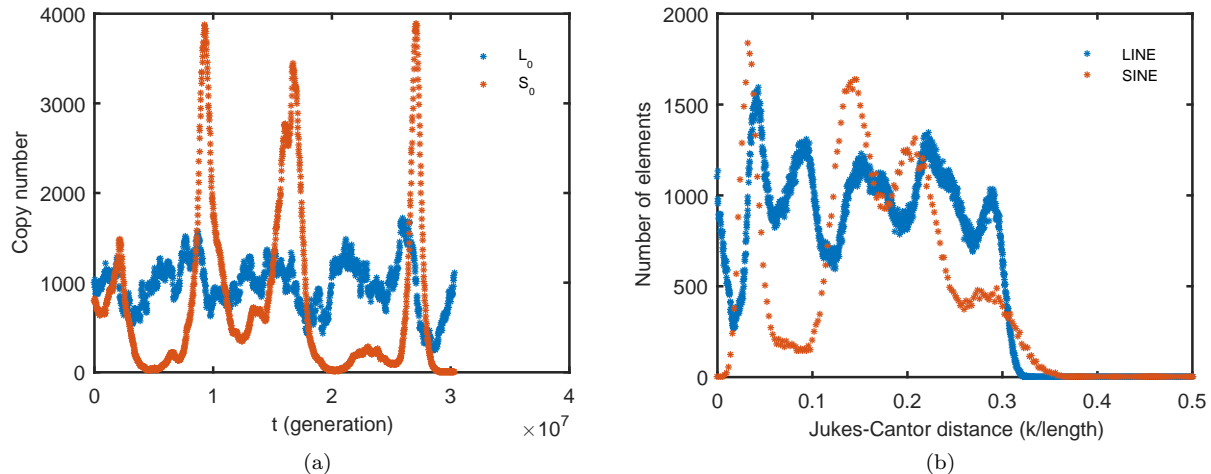 4000
3000
2000
1000
0
Copy number
L0
S0
0
1
2
3
4
×10^7
t (generation)
(a)
2000
1500
1000
500
0
Number of elements
LINE
SINE
0
0.1
0.2
0.3
0.4
0.5
Jukes-Cantor distance (k/length)
(b)